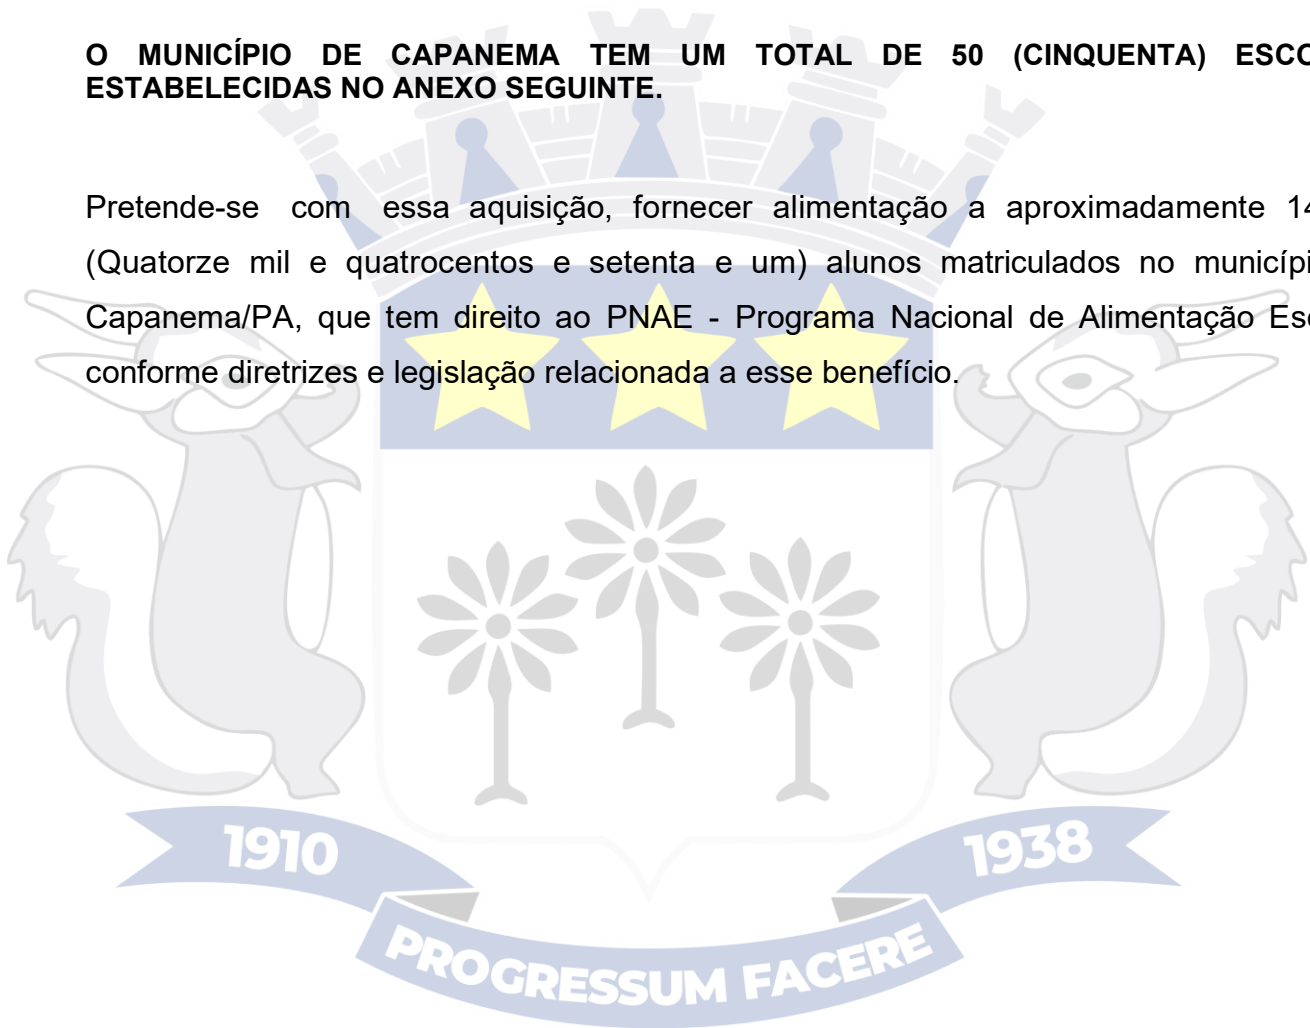 O MUNICÍPIO DE CAPANEMA TEM UM TOTAL DE 50 (CINQUENTA)
ESTABELECIDAS NO ANEXO SEGUINTE.
Pretende-se com essa aquisição, fornecer alimentação a aproximadamente
(Quatorze mil e quatrocentos e setenta e um) alunos matriculados no
Capanema/PA, que tem direito ao PNAE - Programa Nacional de Alimentação
conforme diretrizes e legislação relacionada a esse benefício.
1910
1938
PROGRESSUM FACERE